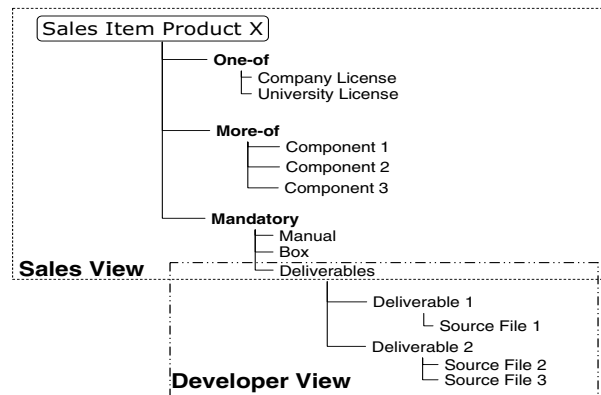 Sales Item Product X
One-of
Company License
University License
More-of
Component 1
Component 2
Component 3
Mandatory
Manual
Box
Deliverables
Sales View
Deliverable 1
Source File 1
Deliverable 2
Source File 2
Source File 3
Developer View